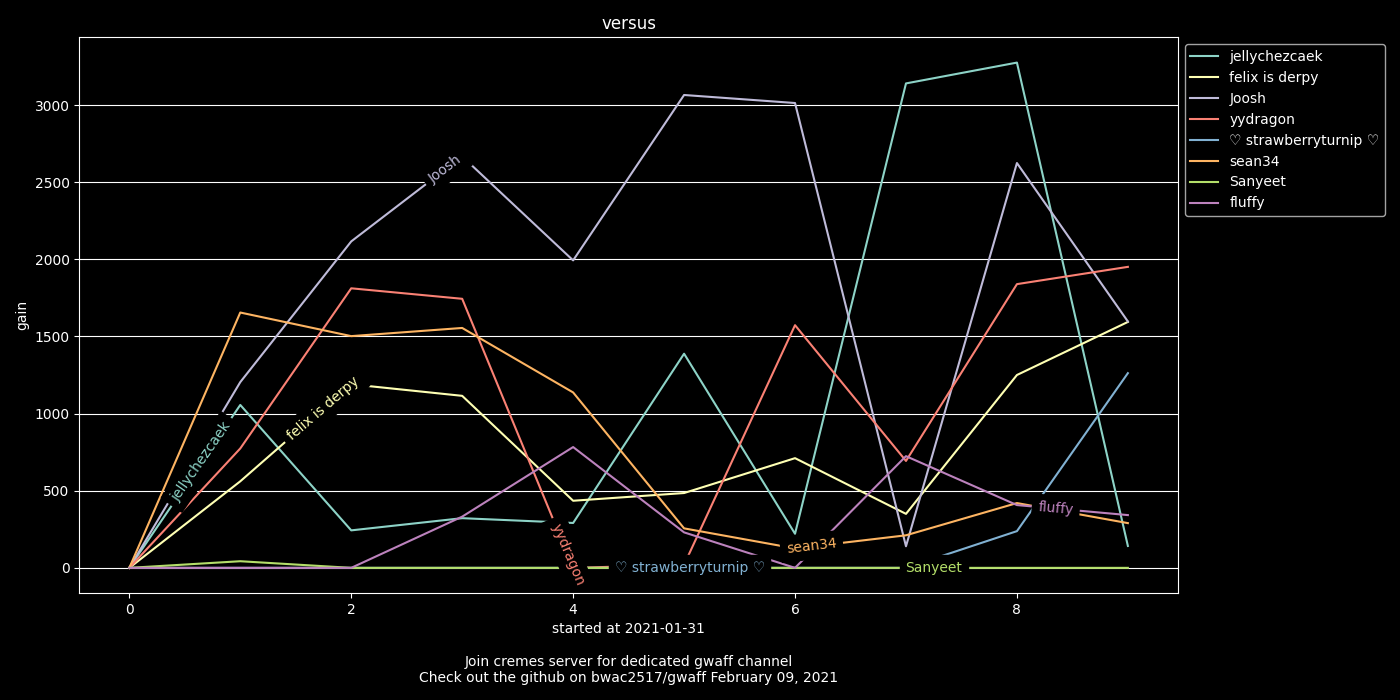 versus
jellychezcaek
felix is derpy
Joosh
yydragon
♡ strawberryturnip ♡
sean34
Sanyeet
fluffy
gain
3000
2500
2000
1500
1000
500
0
Joosh
felix is derpy
jellychezcaek
yydragon
sean34
fluffy
♡ strawberryturnip ♡
Sanyeet
0 2 4 6 8
started at 2021-01-31
Join cremes server for dedicated gwaff channel
Check out the github on bwac2517/gwaff February 09, 2021